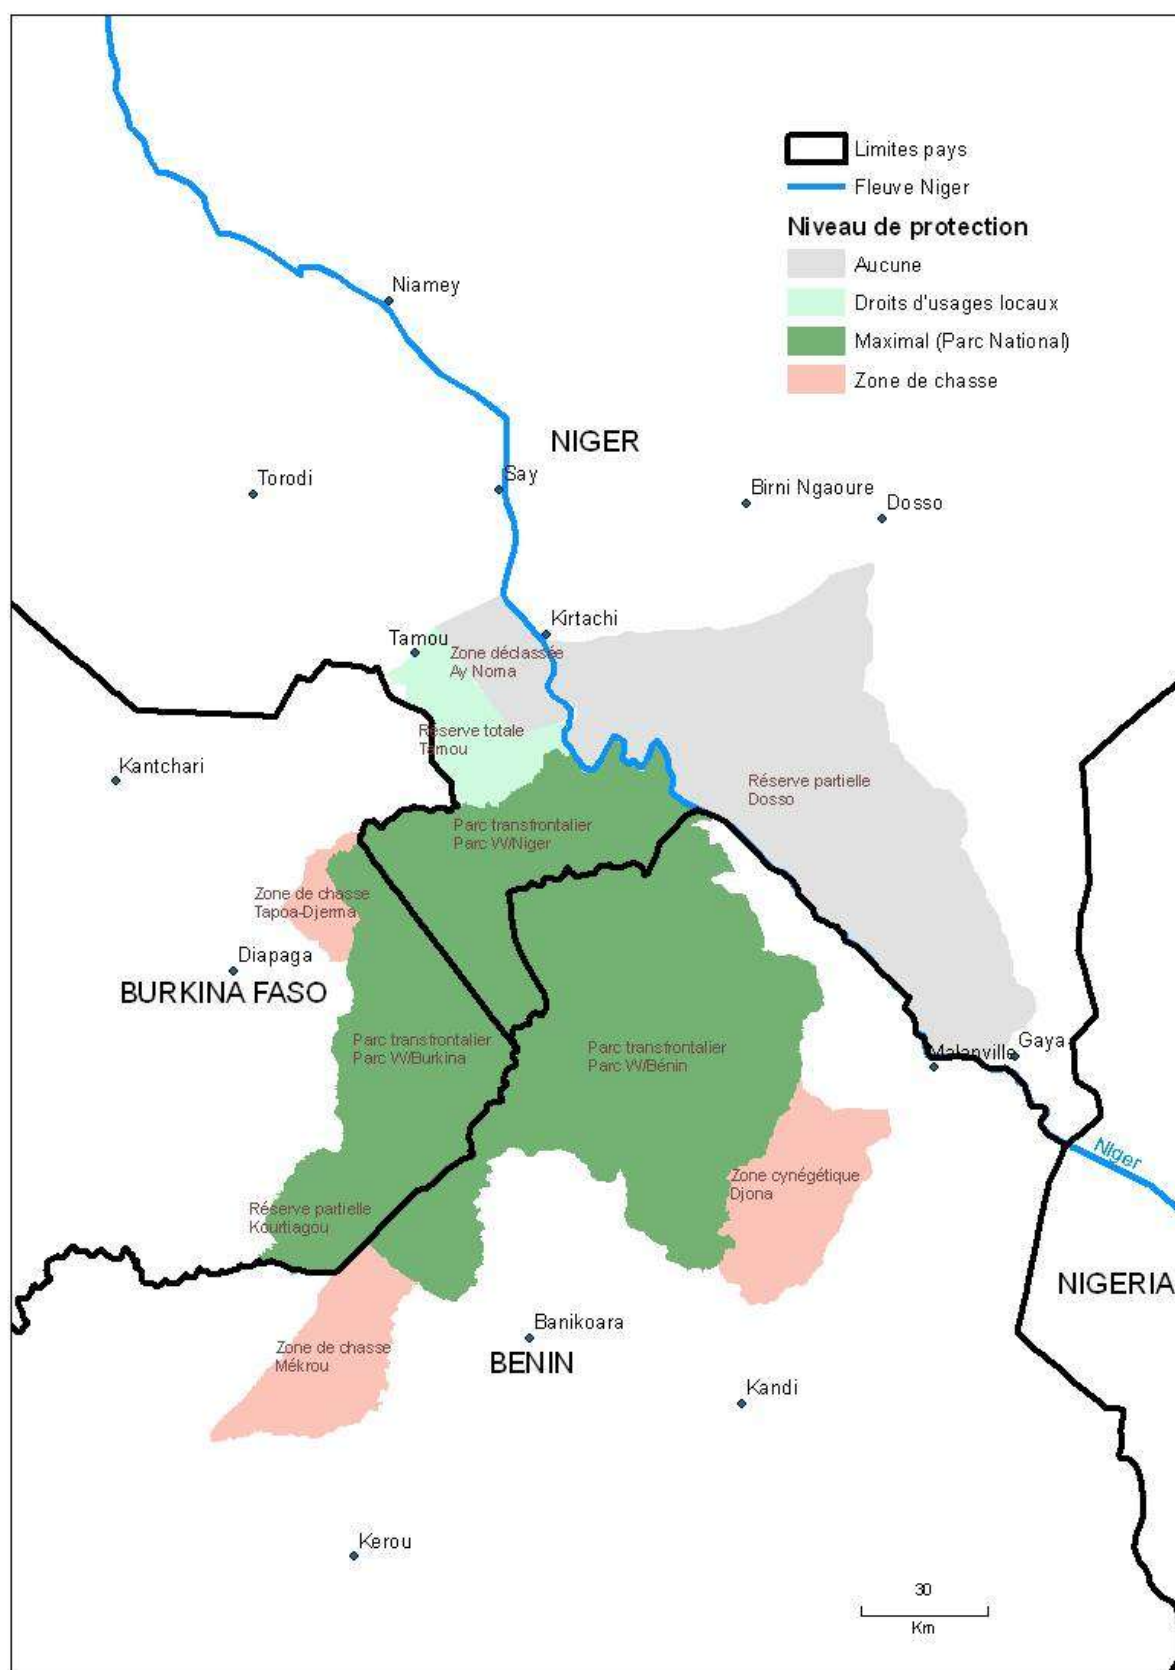 Limites pays
Fleuve Niger
Niveau de protection
Aucune
Droits d'usages locaux
Maximal (Parc National)
Zone de chasse
Niamey
NIGER
Torodi
Say
Birni Ngaoure
Dosso
Kirtachi
Tamou
Zone déclassée
Ay Noma
Réserve totale
Tamou
Kantchari
Réserve partielle
Dosso
Parc transfrontalier
Parc W/Niger
Zone de chasse
Tapoa-Djerma
Diapaga
BURKINA FASO
Parc transfrontalier
Parc W/Burkina
Parc transfrontalier
Parc W/Bénin
Malanville
Gaya
Niger
Zone cynégétique
Djona
Réserve partielle
Kourtiagou
NIGERIA
Zone de chasse
Mékrou
Banikoara
BENIN
Kandi
Kerou
30
Km